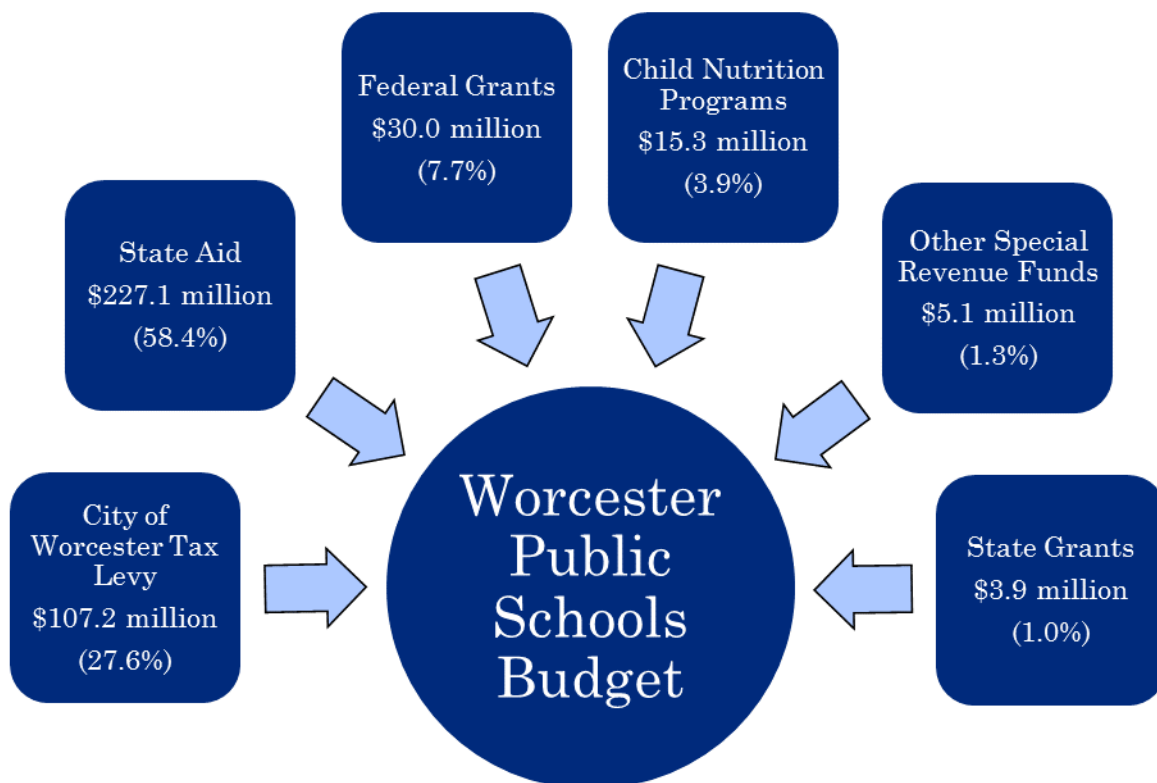 Federal Grants
$30.0 million
(7.7%)
Child Nutrition
Programs
$15.3 million
(3.9%)
State Aid
$227.1 million
(58.4%)
Other Special
Revenue Funds
$5.1 million
(1.3%)
City of
Worcester Tax
Levy
$107.2 million
(27.6%)
Worcester
Public
Schools
Budget
State Grants
$3.9 million
(1.0%)